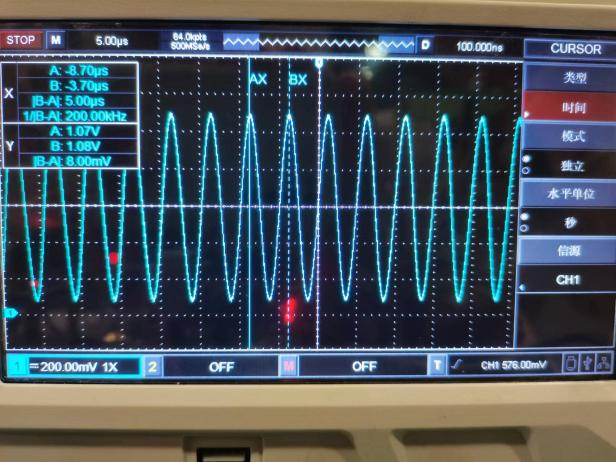 STOP M 5.00μs 64.0kpts 500MSa/s D 100.000ns CURSOR
X
A: -8.70μs
B: -3.70μs
|B-A|: 5.00μs
1/|B-A|: 200.00kHz
Y
A: 1.07V
B: 1.08V
|B-A|: 8.00mV
AX BX
类型
时间
模式
独立
水平单位
秒
信源
CH1
1
1 200.00mV 1X 2 OFF M OFF T CH1 576.00mV